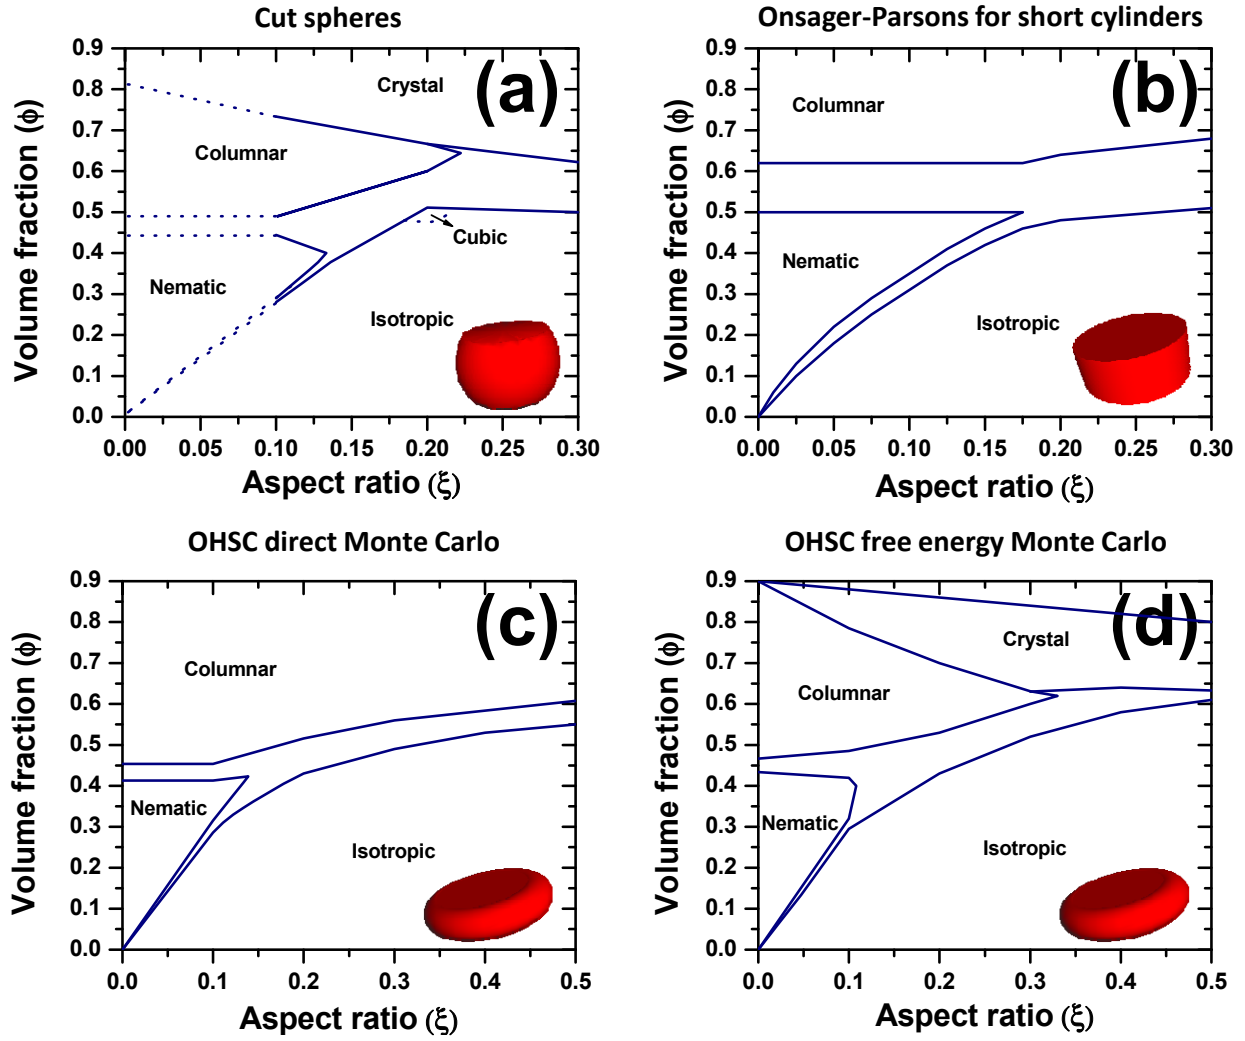 Cut spheres
Onsager-Parsons for short cylinders
(a)
Crystal
Columnar
Cubic
Nematic
Isotropic
0.9
0.8
0.7
0.6
0.5
0.4
0.3
0.2
0.1
0.0
Volume fraction (ϕ)
0.00 0.05 0.10 0.15 0.20 0.25 0.30
Aspect ratio (ξ)
(b)
Columnar
Nematic
Isotropic
0.9
0.8
0.7
0.6
0.5
0.4
0.3
0.2
0.1
0.0
Volume fraction (ϕ)
0.00 0.05 0.10 0.15 0.20 0.25 0.30
Aspect ratio (ξ)
OHSC direct Monte Carlo
OHSC free energy Monte Carlo
(c)
Columnar
Nematic
Isotropic
0.9
0.8
0.7
0.6
0.5
0.4
0.3
0.2
0.1
0.0
Volume fraction (ϕ)
0.0 0.1 0.2 0.3 0.4 0.5
Aspect ratio (ξ)
(d)
Crystal
Columnar
Nematic
Isotropic
0.9
0.8
0.7
0.6
0.5
0.4
0.3
0.2
0.1
0.0
Volume fraction (ϕ)
0.0 0.1 0.2 0.3 0.4 0.5
Aspect ratio (ξ)